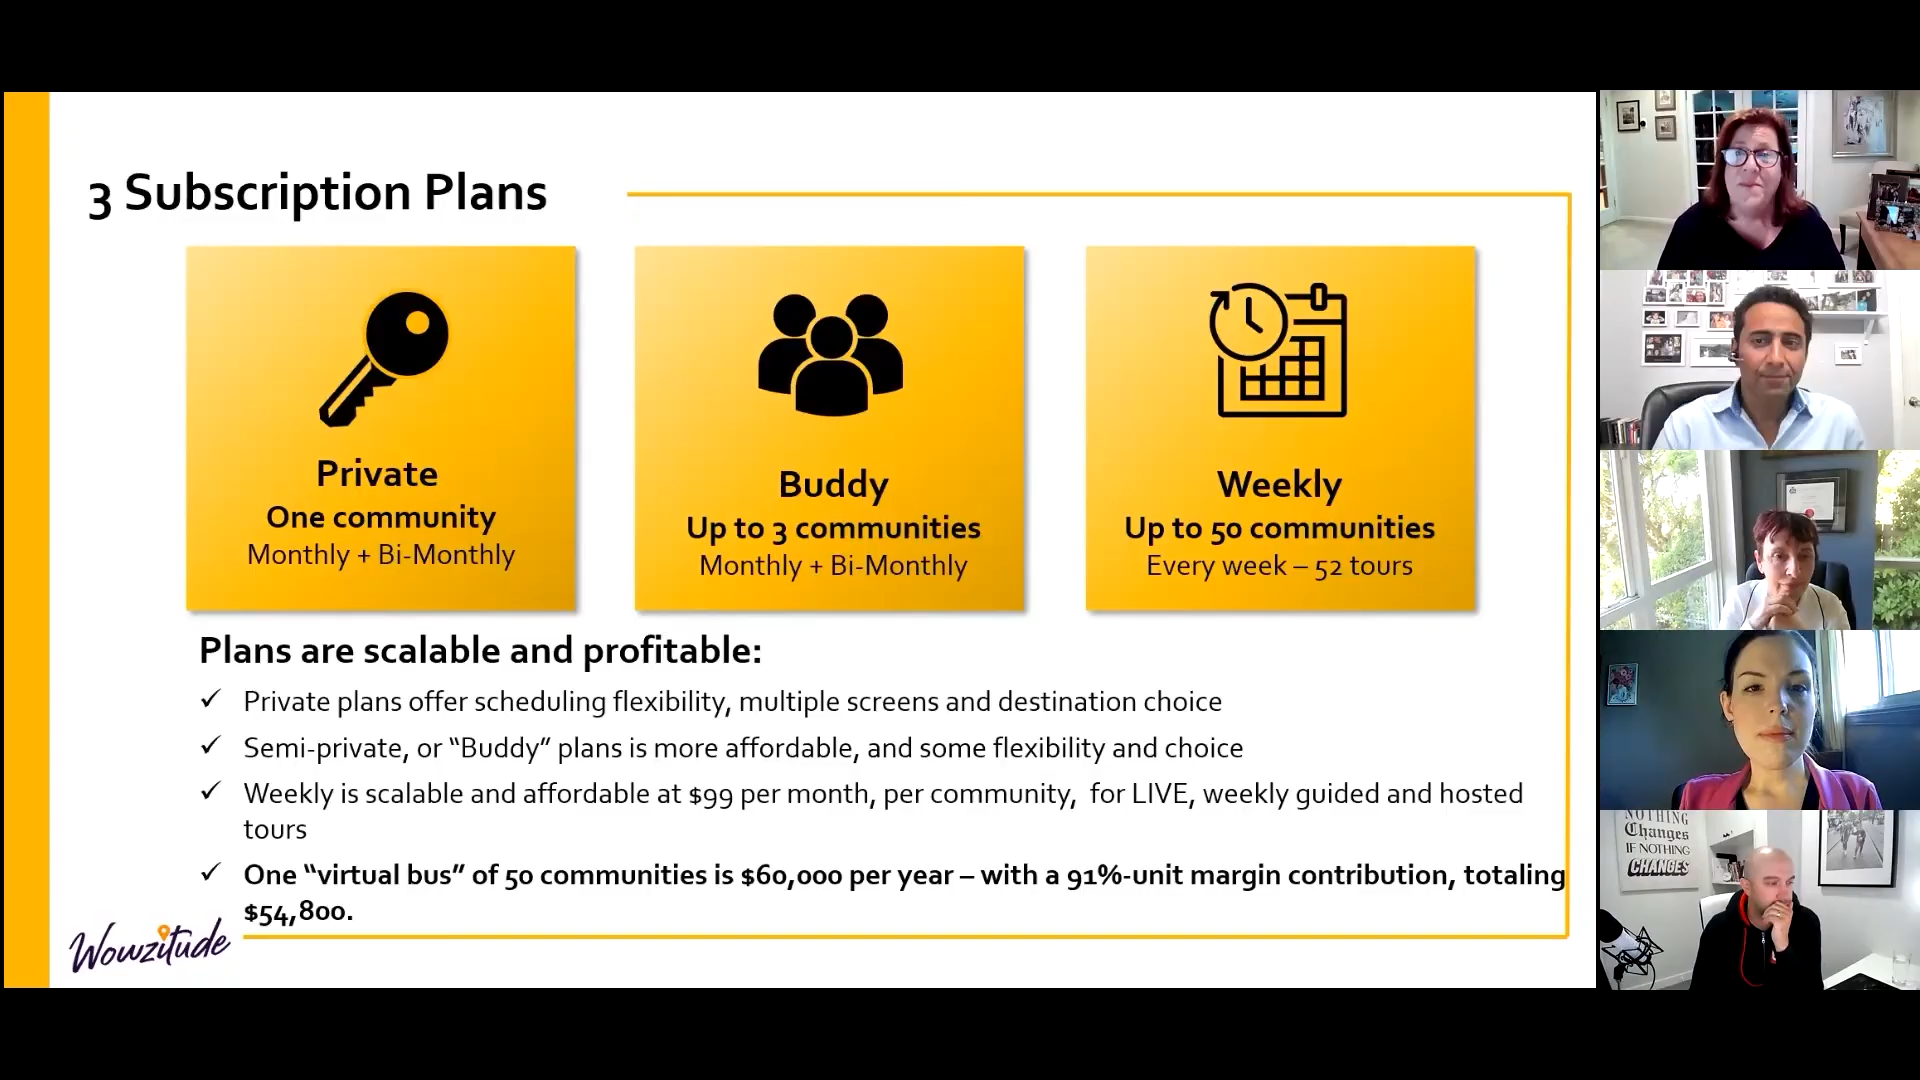 3 Subscription Plans
Private
One community
Monthly + Bi-Monthly
Buddy
Up to 3 communities
Monthly + Bi-Monthly
Weekly
Up to 50 communities
Every week – 52 tours
Plans are scalable and profitable:
✓ Private plans offer scheduling flexibility, multiple screens and destination choice
✓ Semi-private, or “Buddy” plans is more affordable, and some flexibility and choice
✓ Weekly is scalable and affordable at $99 per month, per community,  for LIVE, weekly guided and hosted
tours
✓ One “virtual bus” of 50 communities is $60,000 per year – with a 91%-unit margin contribution, totaling
$54,800.
Wowzitude
NOTHING
Changes
IF NOTHING
CHANGES